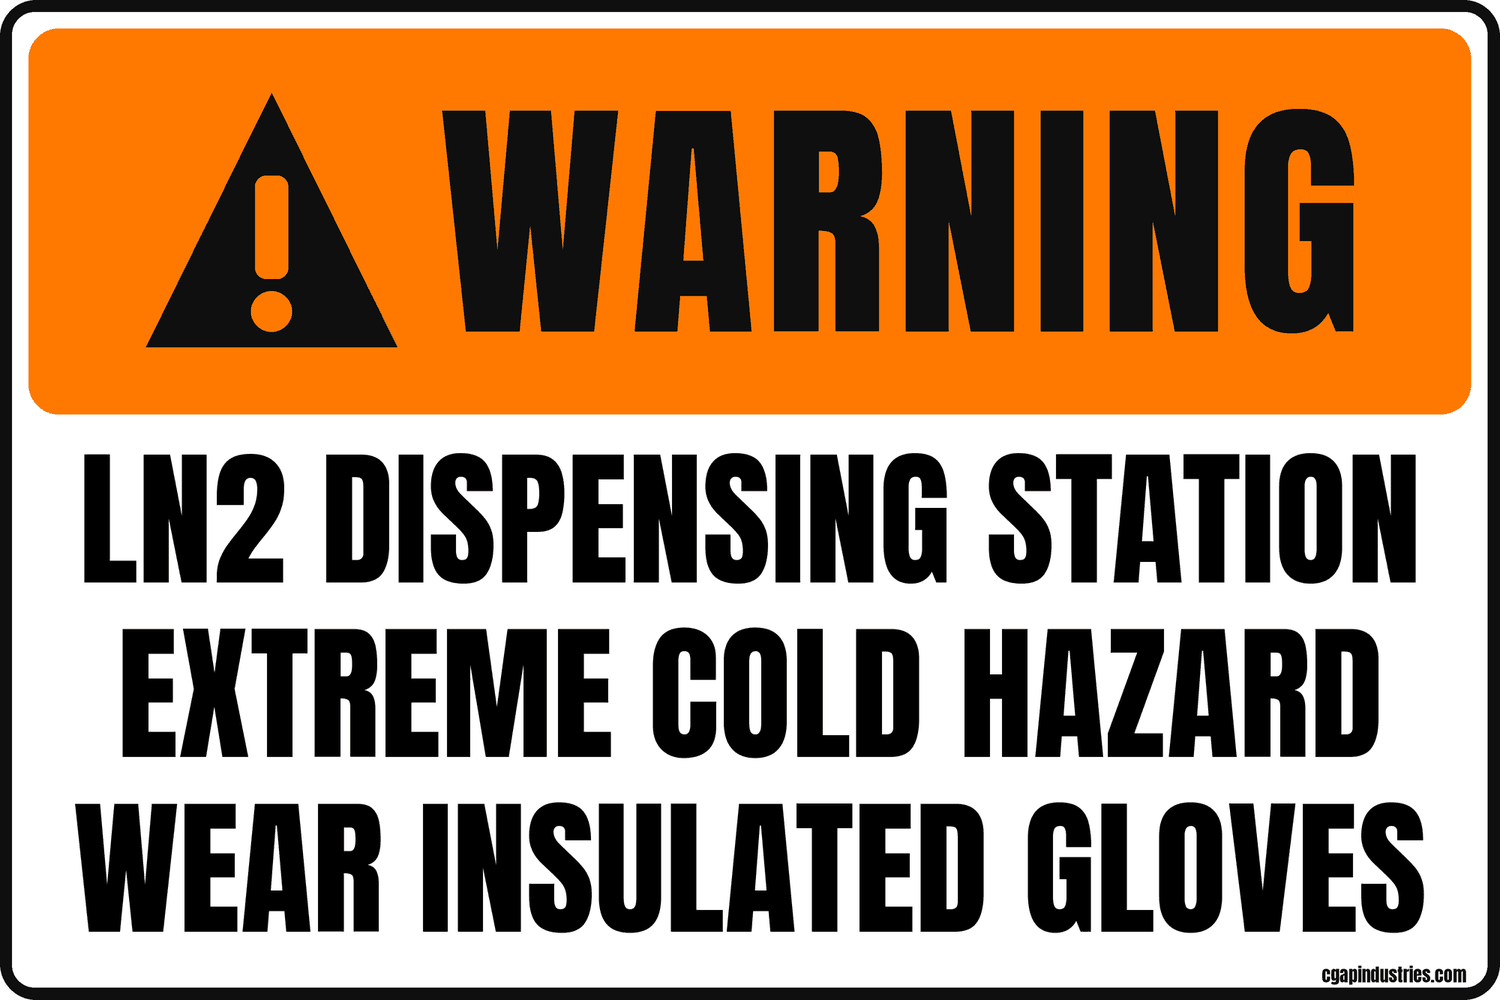 WARNING
LN2 DISPENSING STATION
EXTREME COLD HAZARD
WEAR INSULATED GLOVES
cgapindustries.com